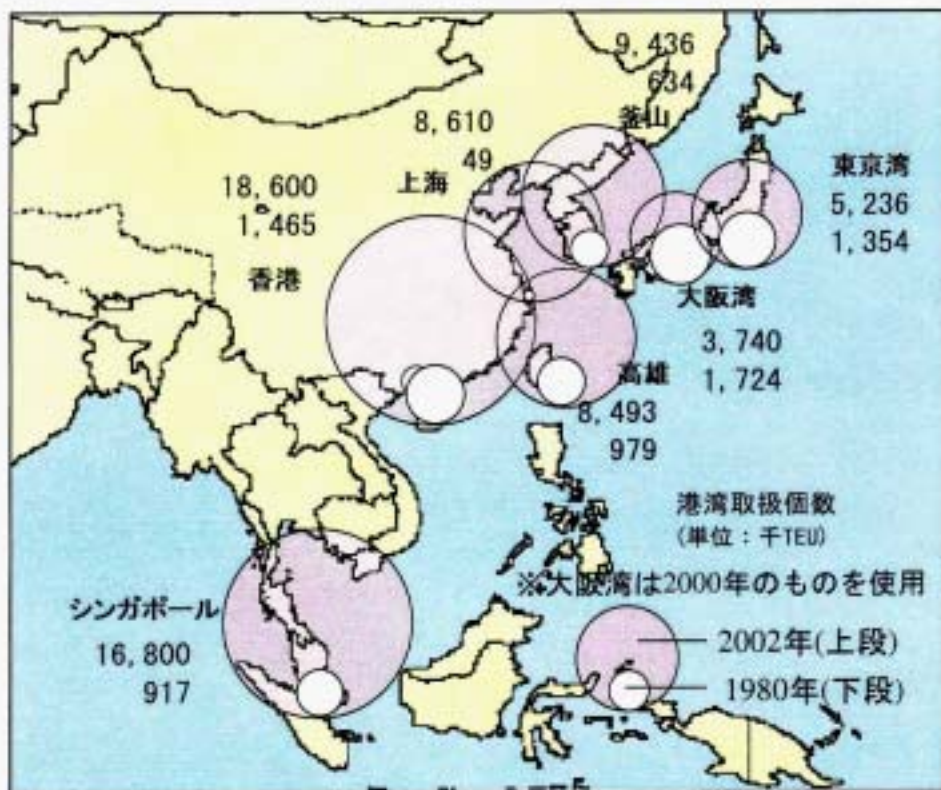 9,436
634
釜山
8,610
49
上海
18,600
1,465
香港
東京湾
5,236
1,354
大阪湾
3,740
1,724
高雄
8,493
979
港湾取扱個数
(単位：千TEU)
※大阪湾は2000年のものを使用
シンガポール
16,800
917
2002年(上段)
1980年(下段)